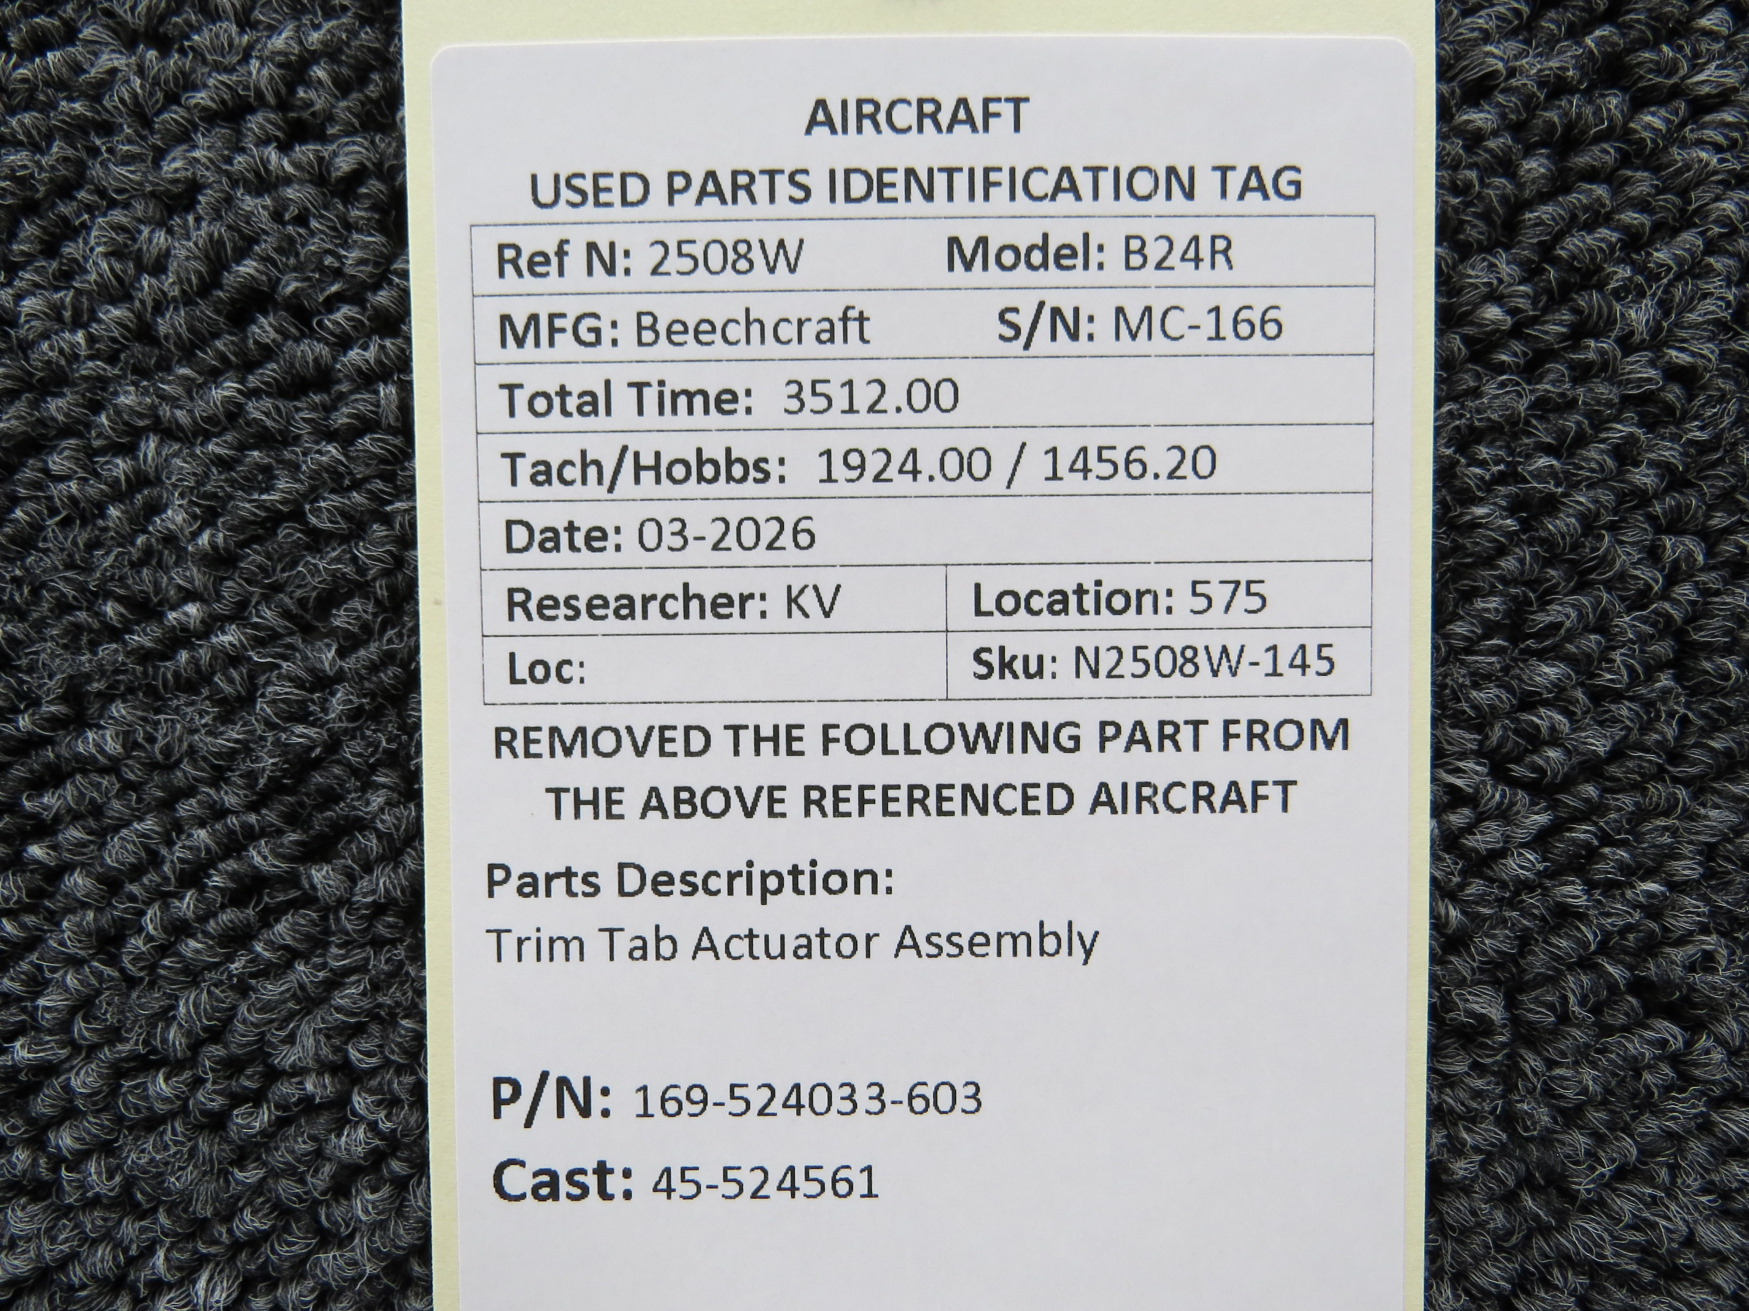 AIRCRAFT
USED PARTS IDENTIFICATION TAG
Ref N: 2508W Model: B24R
MFG: Beechcraft S/N: MC-166
Total Time: 3512.00
Tach/Hobbs: 1924.00 / 1456.20
Date: 03-2026
Researcher: KV Location: 575
Loc: Sku: N2508W-145
REMOVED THE FOLLOWING PART FROM
THE ABOVE REFERENCED AIRCRAFT
Parts Description:
Trim Tab Actuator Assembly
P/N: 169-524033-603
Cast: 45-524561